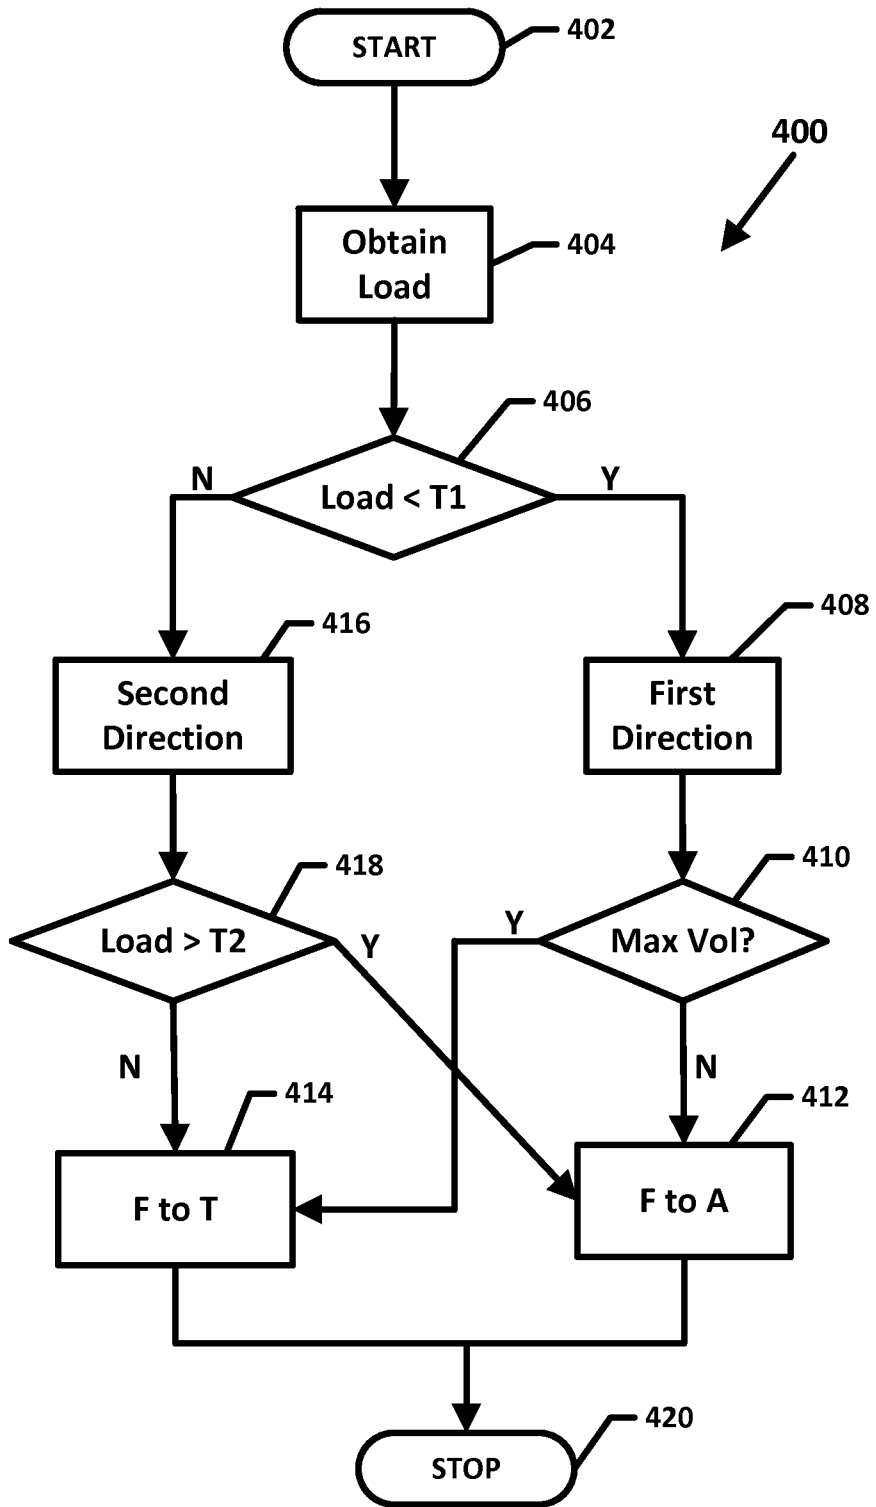 START
402
400
Obtain
Load
404
406
N
Load < T1
Y
416
408
Second
Direction
First
Direction
418
410
Load > T2
Y
Y
Max Vol?
N
N
414
412
F to T
F to A
420
STOP